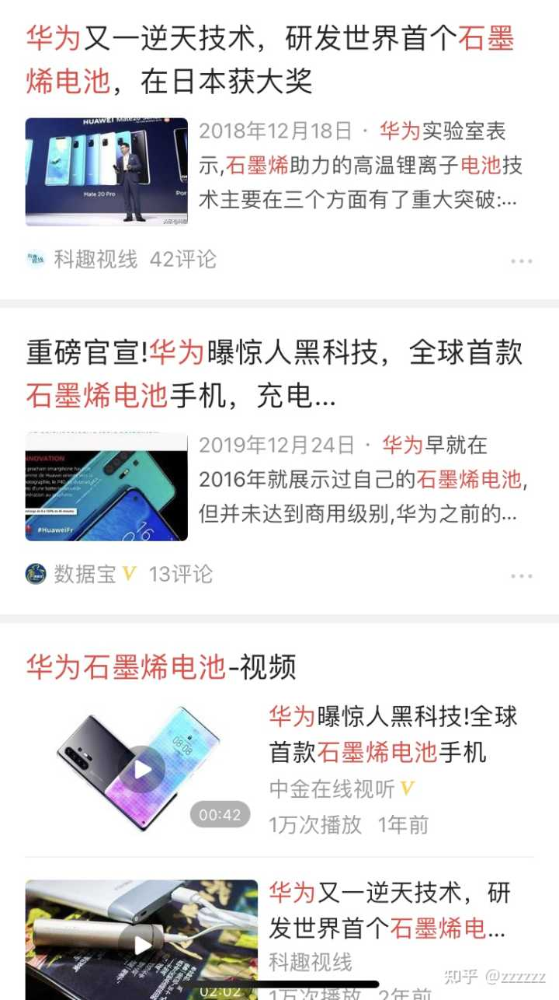 华为又一逆天技术，研发世界首个石墨
烯电池，在日本获大奖
HUAWEI Mate20
Mate 20 Pro
2018年12月18日 · 华为实验室表
示,石墨烯助力的高温锂离子电池技
术主要在三个方面有了重大突破:...
科趣视线 42评论
重磅官宣!华为曝惊人黑科技，全球首款
石墨烯电池手机，充电...
INNOVATION
#HuaweiFr
2019年12月24日 · 华为早就在
2016年就展示过自己的石墨烯电池,
但并未达到商用级别,华为之前的...
数据宝 V 13评论
华为石墨烯电池-视频
08:08
00:42
华为曝惊人黑科技!全球
首款石墨烯电池手机
中金在线视听 V
1万次播放 1年前
华为又一逆天技术，研
发世界首个石墨烯电...
科趣视线
02:02
1万次播放 2年前
知乎 @zzzzzz